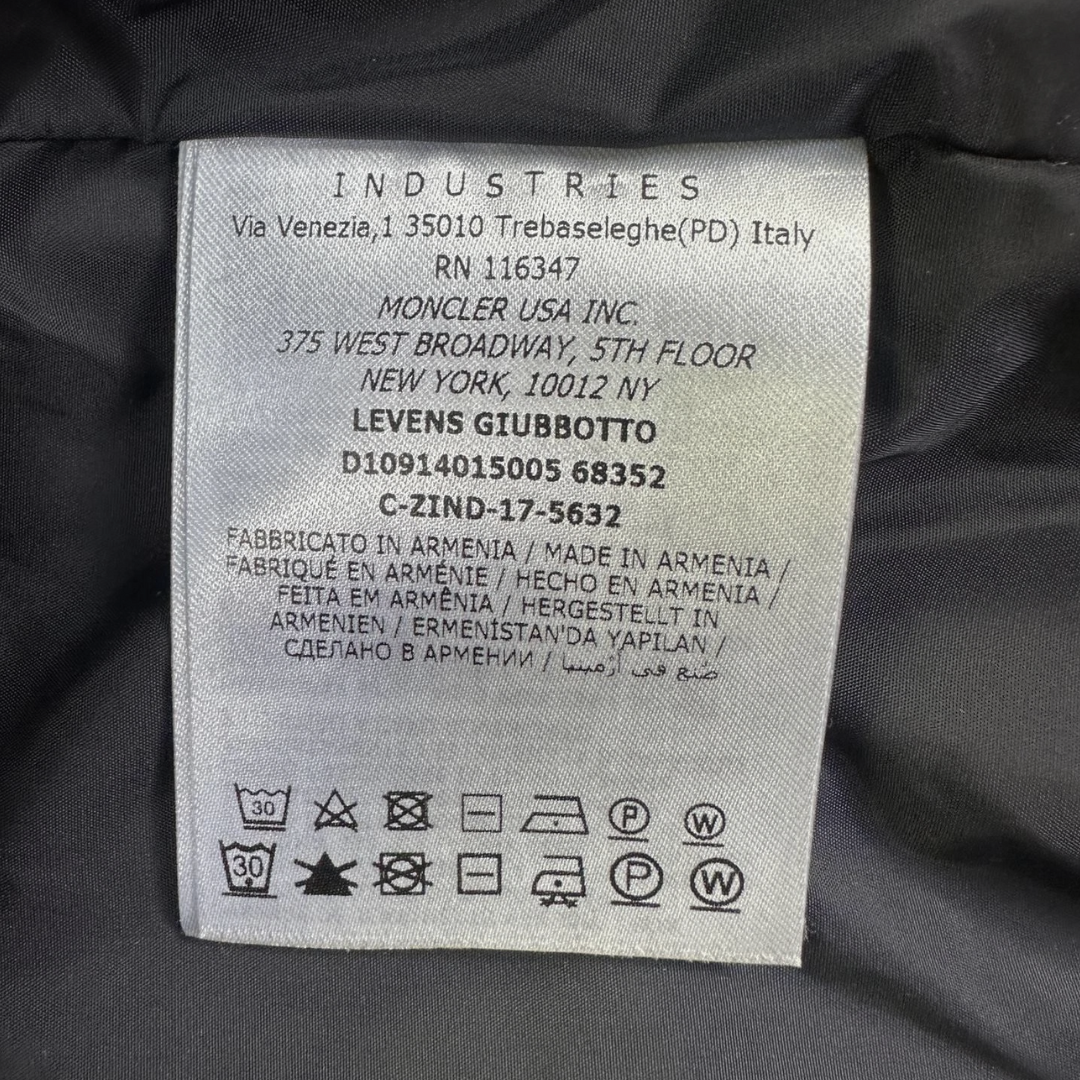 INDUSTRIES
Via Venezia,1 35010 Trebaseleghe(PD) Italy
RN 116347
MONCLER USA INC.
375 WEST BROADWAY, 5TH FLOOR
NEW YORK, 10012 NY
LEVENS GIUBBOTTO
D10914015005 68352
C-ZIND-17-5632
FABBRICATO IN ARMENIA / MADE IN ARMENIA /
FABRIQUÉ EN ARMÉNIE / HECHO EN ARMENIA /
FEITA EM ARMÊNIA / HERGESTELLT IN
ARMENIEN / ERMENİSTAN'DA YAPILAN /
СДЕЛАНО В АРМЕНИИ / صُنع في أرمينيا
30 P W
30 P W